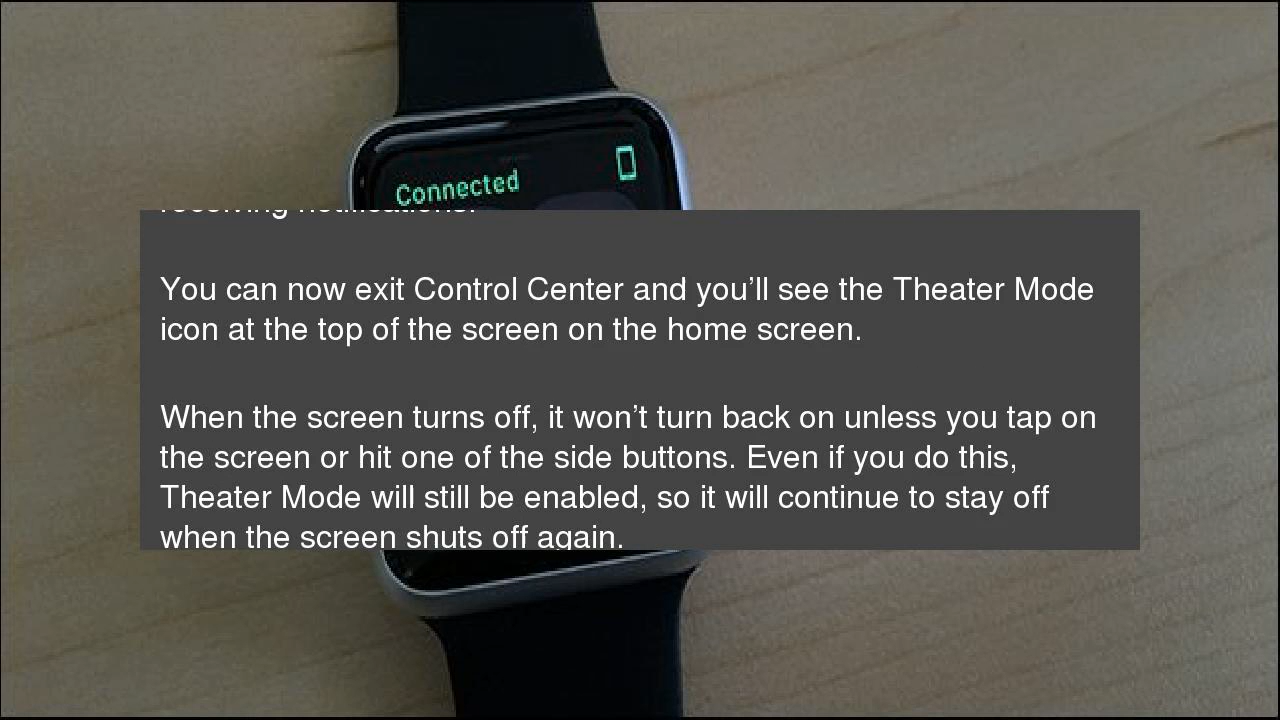 Connected
receiving notifications.
You can now exit Control Center and you’ll see the Theater Mode
icon at the top of the screen on the home screen.
When the screen turns off, it won’t turn back on unless you tap on
the screen or hit one of the side buttons. Even if you do this,
Theater Mode will still be enabled, so it will continue to stay off
when the screen shuts off again.